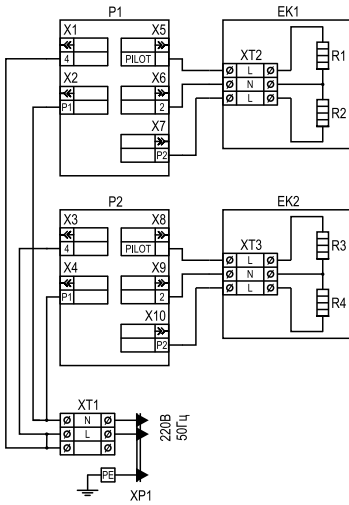 P1
EK1
X1
X5
4
PILOT
XT2
L
R1
X2
X6
N
P1
2
L
R2
X7
P2
P2
EK2
X3
X8
4
PILOT
XT3
L
R3
X4
X9
N
P1
2
L
R4
X10
P2
XT1
N
L
220В
50Гц
PE
XP1